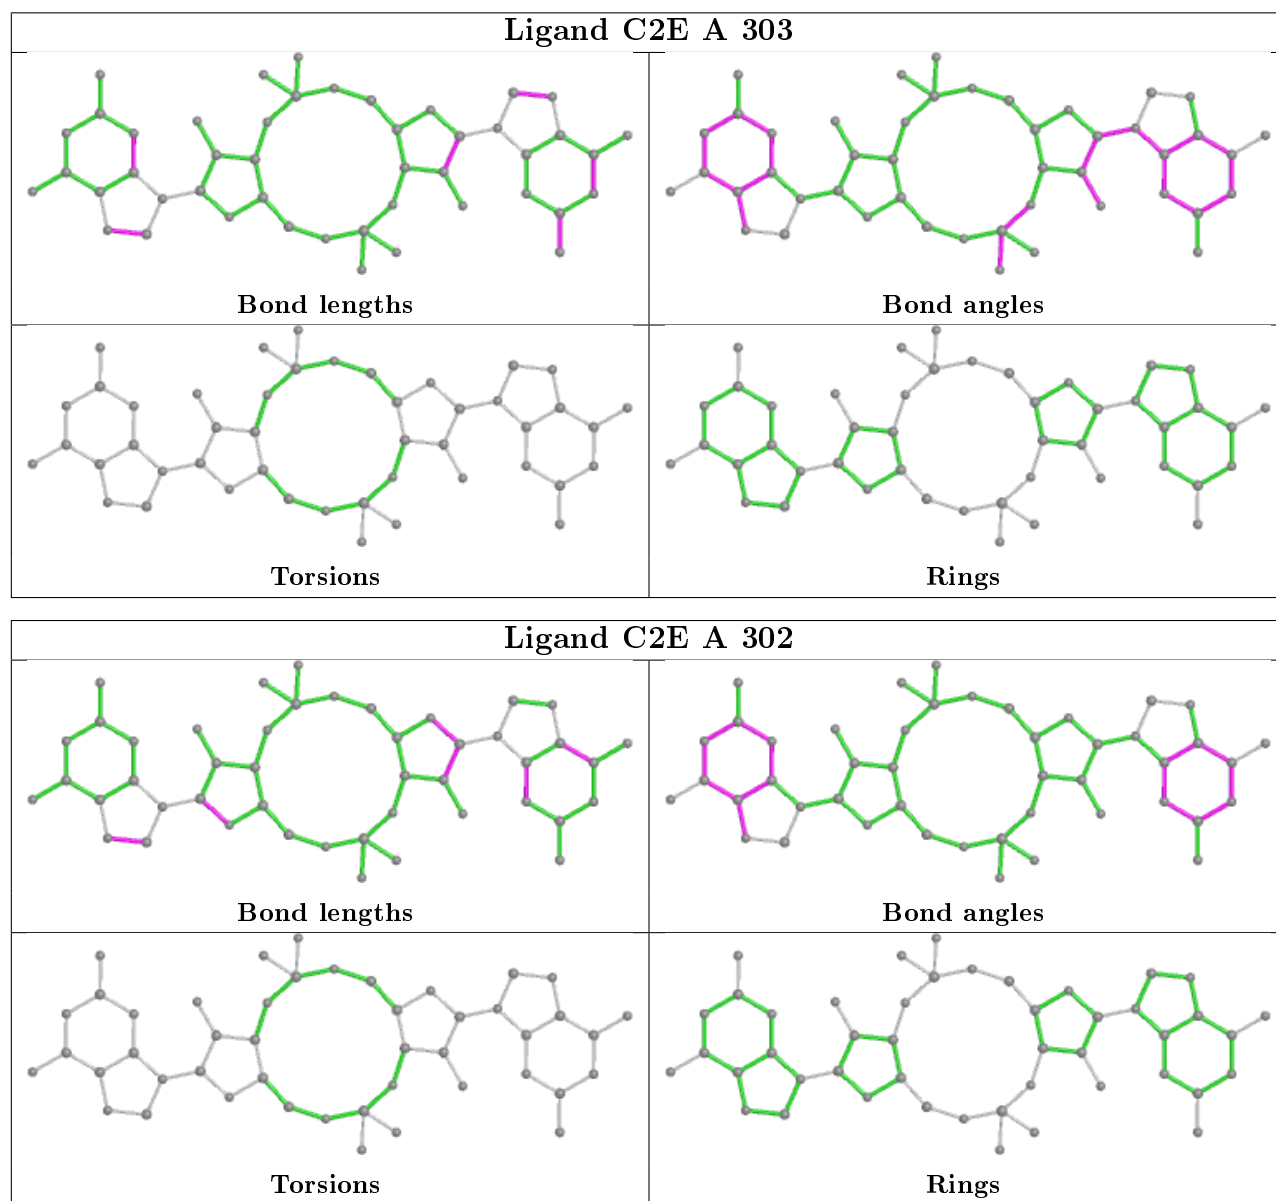 Ligand C2E A 303
Bond lengths
Bond angles
Torsions
Rings
Ligand C2E A 302
Bond lengths
Bond angles
Torsions
Rings